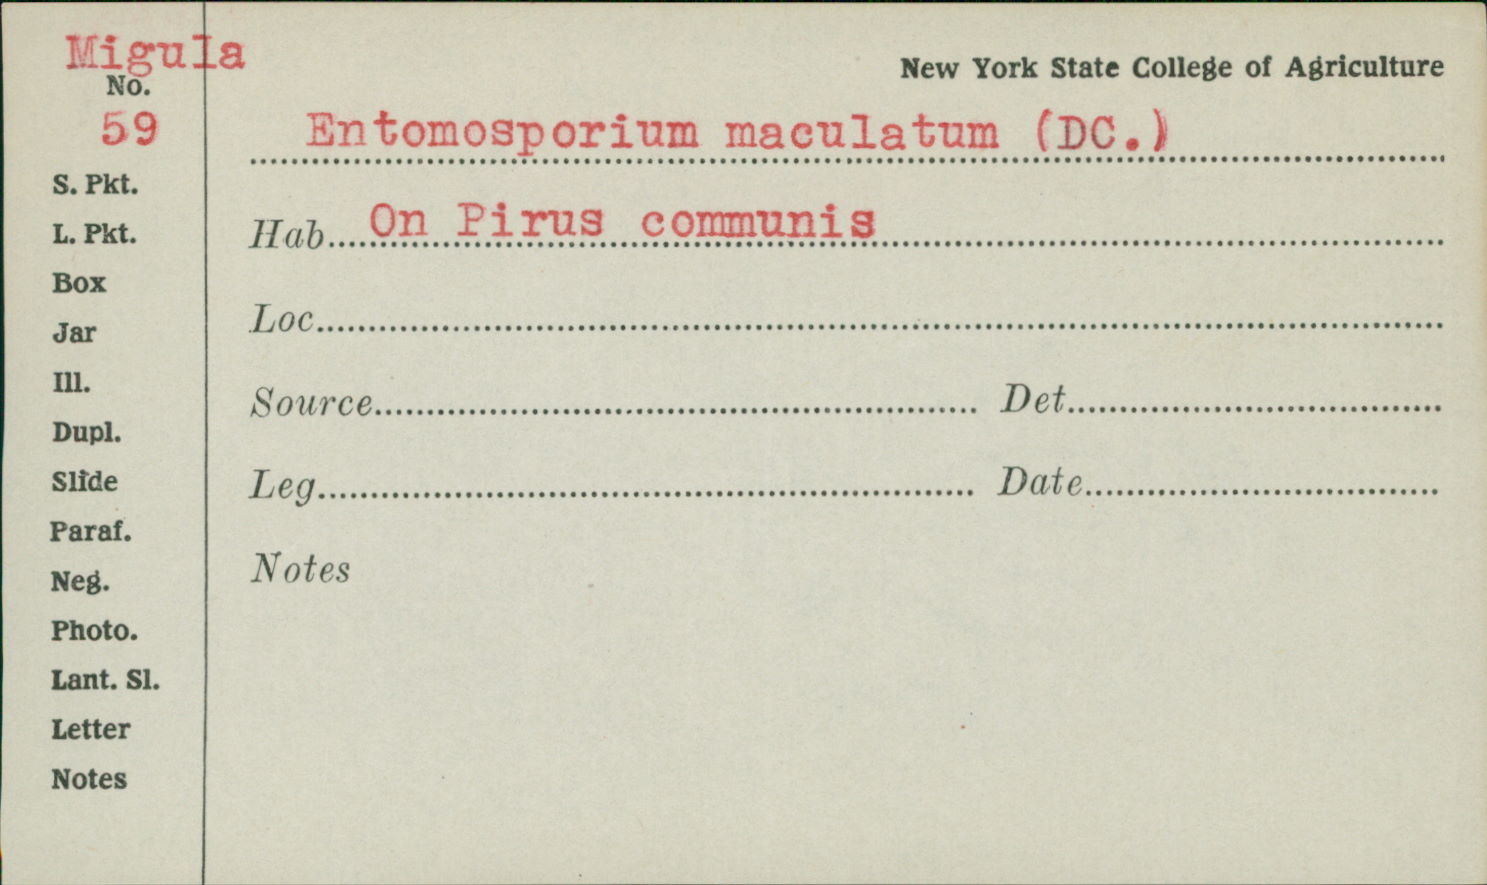 Migula
New York State College of Agriculture
No.
59
Entomosporium maculatum (DC.)
S. Pkt.
L. Pkt.
Hab. On Pirus communis
Box
Loc.
Jar
Ill.
Source Det.
Dupl.
Slide
Leg. Date
Paraf.
Notes
Neg.
Photo.
Lant. Sl.
Letter
Notes